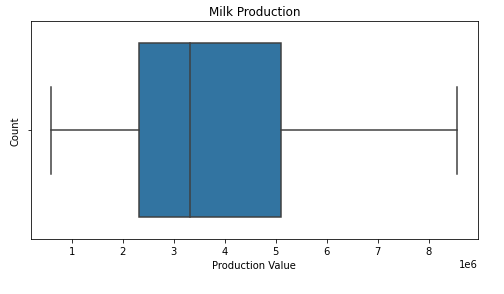 Milk Production
Count
1 2 3 4 5 6 7 8
1e6
Production Value